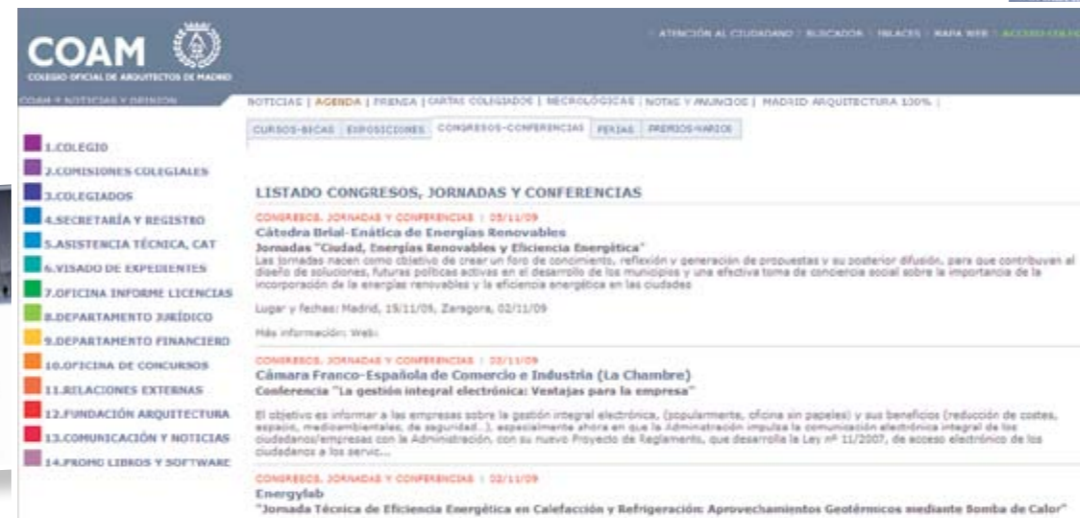 COAM
COLEGIO OFICIAL DE ARQUITECTOS DE MADRID
ATENCIÓN AL CIUDADANO BUSCADOR ENLACES MAPA WEB ACCESO
COAM NOTICIAS Y OPINIÓN
NOTICIAS | AGENDA | PRENSA | CARTAS COLEGIADOS | NECROLÓGICAS | NOTAS Y ANUNCIOS | MADRID ARQUITECTURA 100% |
CURSOS-BECAS EXPOSICIONES CONGRESOS-CONFERENCIAS FERIAS PREMIOS-VARIOS
1.COLEGIO
2.COMISIONES COLEGIALES
3.COLEGIADOS
4.SECRETARÍA Y REGISTRO
5.ASISTENCIA TÉCNICA, CAT
6.VISADO DE EXPEDIENTES
7.OFICINA INFORME LICENCIAS
8.DEPARTAMENTO JURÍDICO
9.DEPARTAMENTO FINANCIERO
10.OFICINA DE CONCURSOS
11.RELACIONES EXTERNAS
12.FUNDACIÓN ARQUITECTURA
13.COMUNICACIÓN Y NOTICIAS
14.PROMO LIBROS Y SOFTWARE
LISTADO CONGRESOS, JORNADAS Y CONFERENCIAS
CONGRESOS, JORNADAS Y CONFERENCIAS | 05/11/09
Cátedra Brial-Enática de Energías Renovables
Jornadas "Ciudad, Energías Renovables y Eficiencia Energética"
Las jornadas nacen como objetivo de crear un foro de concimiento, reflexión y generación de propuestas y su posterior difusión, para que contribuyen al
diseño de soluciones, futuras políticas activas en el desarrollo de los municipios y una efectiva toma de conciencia social sobre la importancia de la
incorporación de la energías renovables y la eficiencia energética en las ciudades
Lugar y fechas: Madrid, 19/11/09, Zaragora, 02/11/09
Más información: Web:
CONGRESOS, JORNADAS Y CONFERENCIAS | 03/11/09
Cámara Franco-Española de Comercio e Industria (La Chambre)
Conferencia "La gestión integral electrónica: Ventajas para la empresa"
El objetivo es informar a las empresas sobre la gestión integral electrónica, (popularmente, oficina sin papeles) y sus beneficios (reducción de costes,
espacio, medioambientales, de seguridad...), especialmente ahora en que la Administración impulsa la comunicación electrónica integral de los
ciudadanos/empresas con la Administración, con su nuevo Proyecto de Reglamento, que desarrolla la Ley nº 11/2007, de acceso electrónico de los
ciudadanos a los servic...
CONGRESOS, JORNADAS Y CONFERENCIAS | 02/11/09
Energylab
"Jornada Técnica de Eficiencia Energética en Calefacción y Refrigeración: Aprovechamientos Geotérmicos mediante Bomba de Calor"